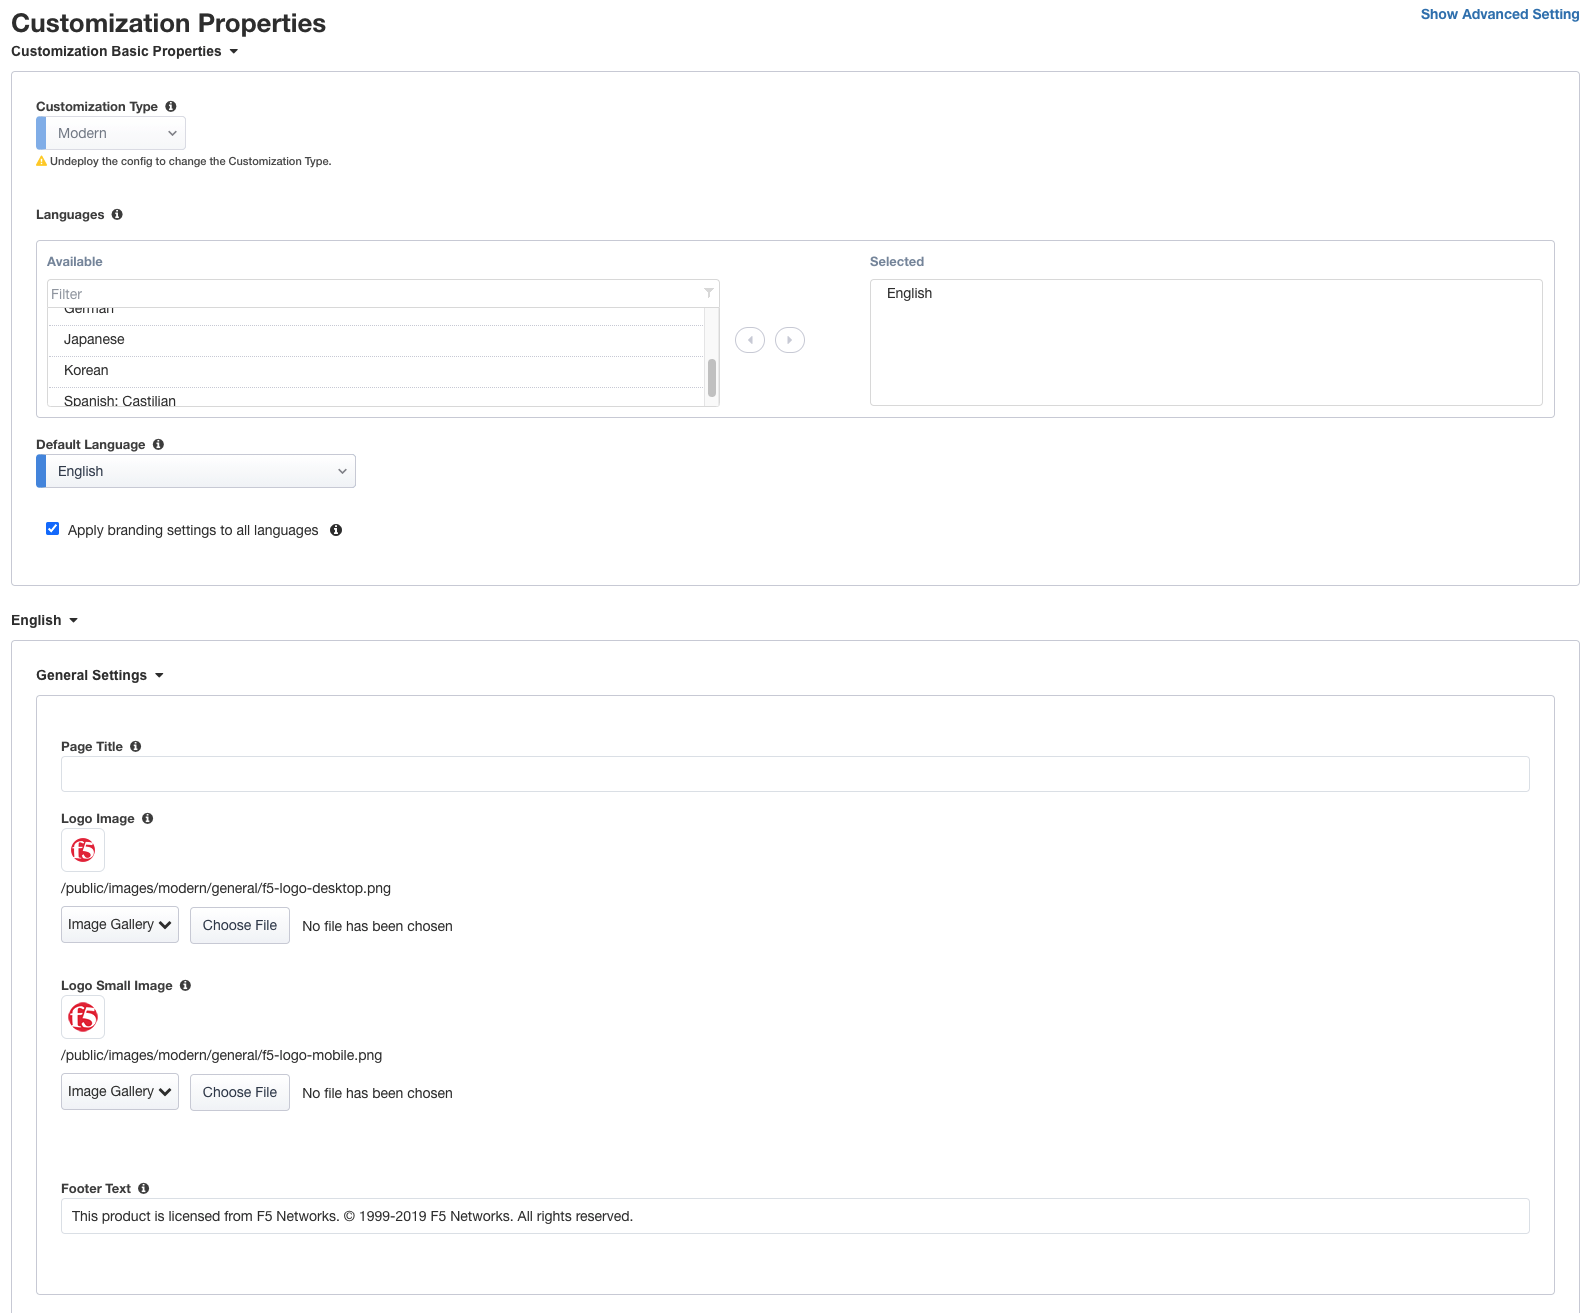 Customization Properties
Show Advanced Setting
Customization Basic Properties
Customization Type
Modern
Undeploy the config to change the Customization Type.
Languages
Available
Selected
Filter
English
German
Japanese
Korean
Spanish; Castilian
Default Language
English
Apply branding settings to all languages
English
General Settings
Page Title
Logo Image
f5
/public/images/modern/general/f5-logo-desktop.png
Image Gallery Choose File No file has been chosen
Logo Small Image
f5
/public/images/modern/general/f5-logo-mobile.png
Image Gallery Choose File No file has been chosen
Footer Text
This product is licensed from F5 Networks. © 1999-2019 F5 Networks. All rights reserved.